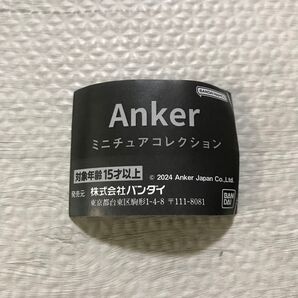 Anker
ミニチュアコレクション
対象年齢15才以上
© 2024 Anker Japan Co.,Ltd.
発売元 株式会社バンダイ
東京都台東区駒形1-4-8 〒111-8081
BAN
DAI